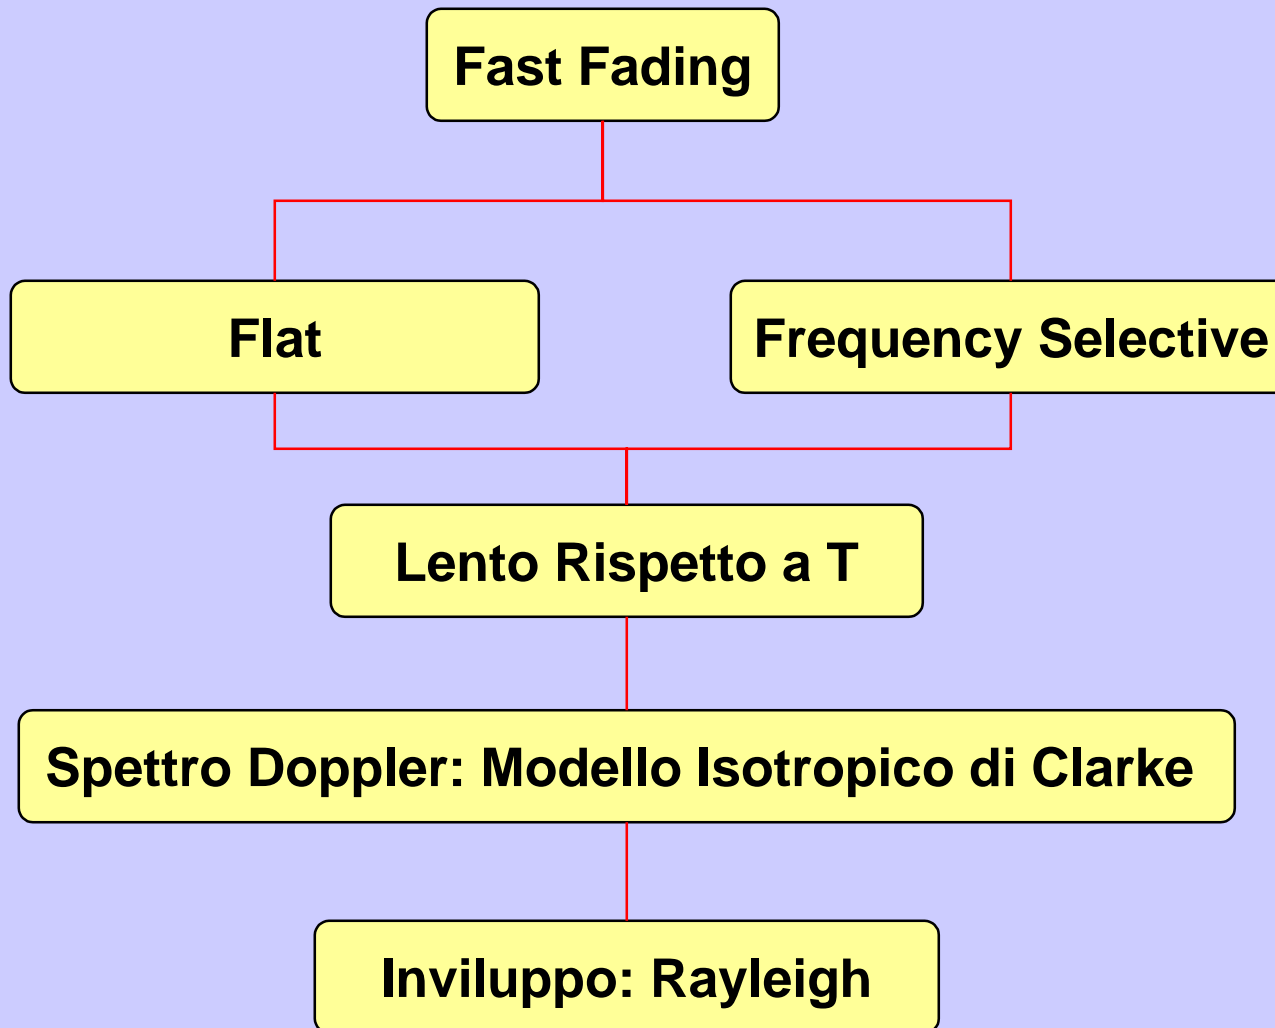 Fast Fading
Flat
Frequency Selective
Lento Rispetto a T
Spettro Doppler: Modello Isotropico di Clarke
Inviluppo: Rayleigh